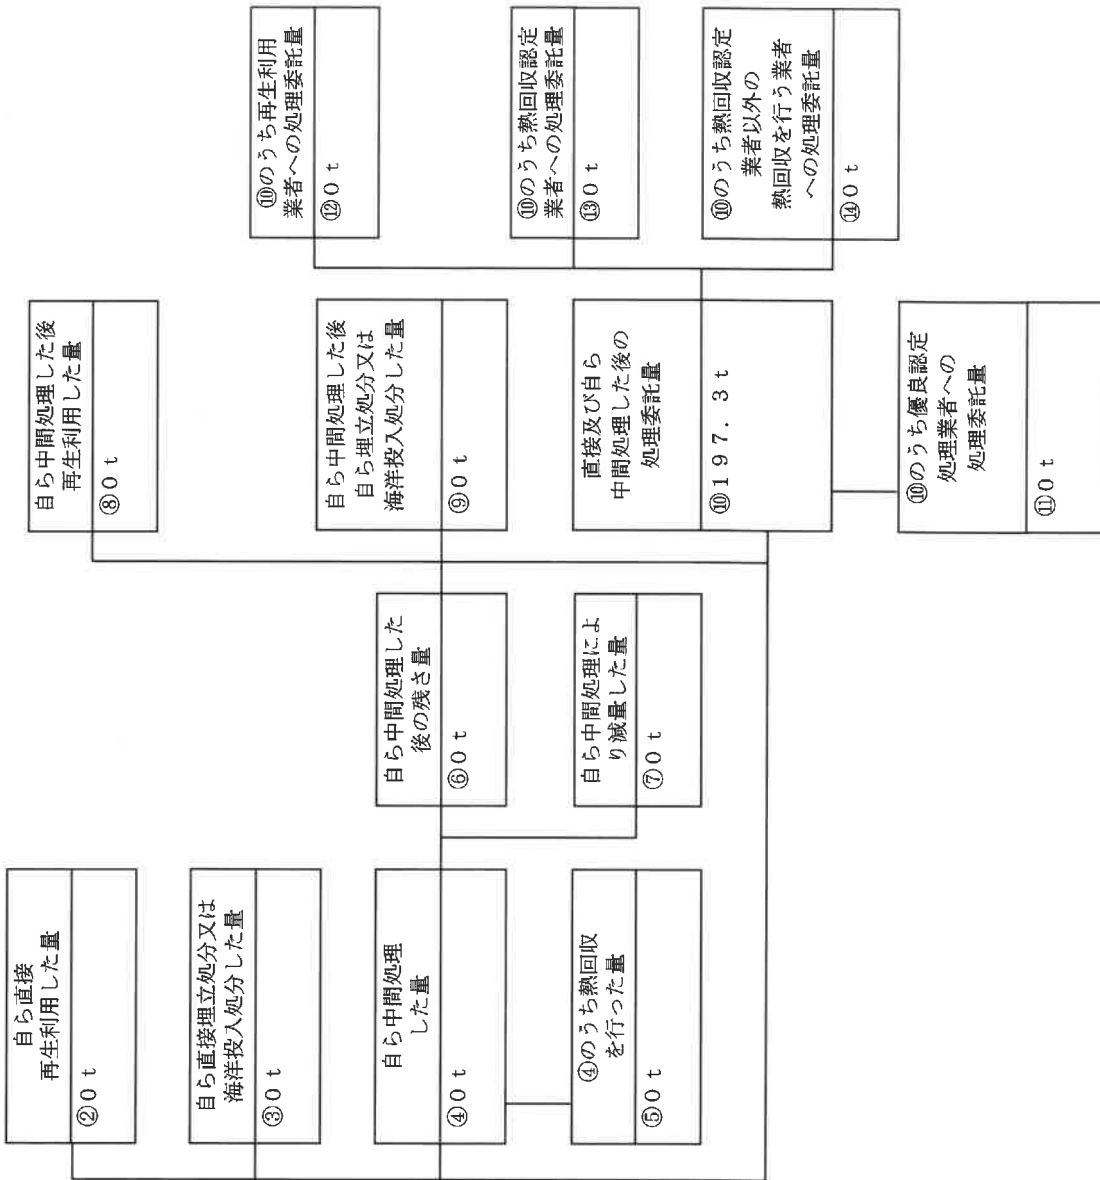 自ら直接
再生利用した量
②0 t
自ら直接埋立処分又は
海洋投入処分した量
③0 t
自ら中間処理
した量
④0 t
④のうち熱回収
を行った量
⑤0 t
自ら中間処理した
後の残さ量
⑥0 t
自ら中間処理によ
り減量した量
⑦0 t
自ら中間処理した後
再生利用した量
⑧0 t
自ら中間処理した後
自ら埋立処分又は
海洋投入処分した量
⑨0 t
直接及び自ら
中間処理した後の
処理委託量
⑩197.3t
⑩のうち優良認定
処理業者への
処理委託量
⑪0 t
⑩のうち再生利用
業者への処理委託量
⑫0 t
⑩のうち熱回収認定
業者への処理委託量
⑬0 t
⑩のうち熱回収認定
業者以外の
熱回収を行う業者
への処理委託量
⑭0 t